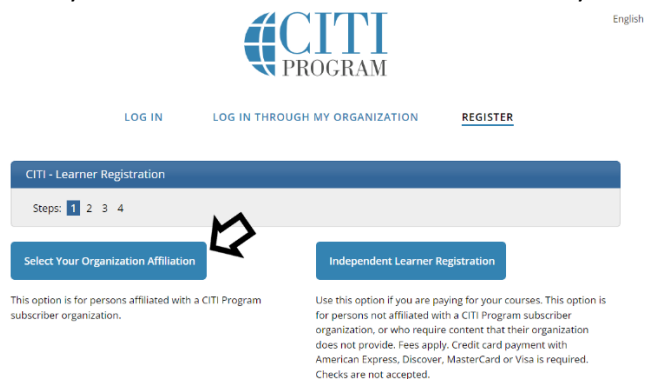 English
CITI
PROGRAM
LOG IN LOG IN THROUGH MY ORGANIZATION REGISTER
CITI - Learner Registration
Steps: 1 2 3 4
Select Your Organization Affiliation
This option is for persons affiliated with a CITI Program
subscriber organization.
Independent Learner Registration
Use this option if you are paying for your courses. This option is
for persons not affiliated with a CITI Program subscriber
organization, or who require content that their organization
does not provide. Fees apply. Credit card payment with
American Express, Discover, MasterCard or Visa is required.
Checks are not accepted.